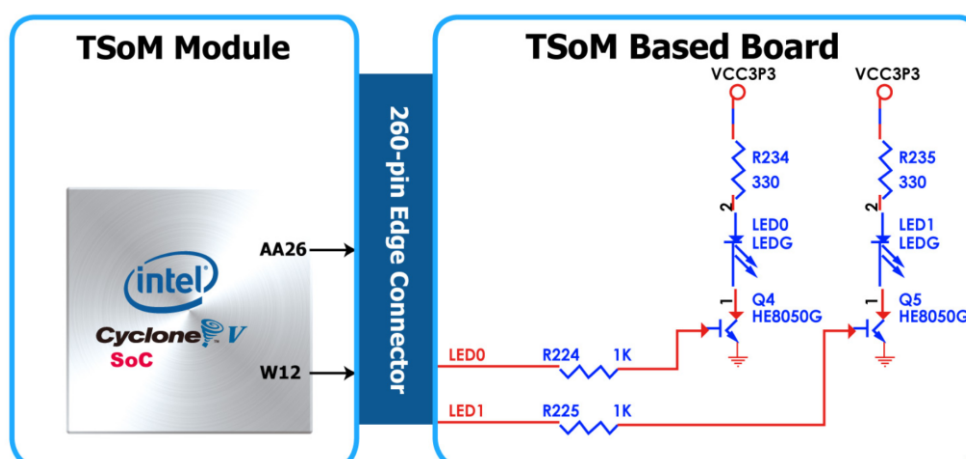 TSoM Module
TSoM Based Board
260-pin Edge Connector
intel
Cyclone V
SoC
AA26
W12
VCC3P3
VCC3P3
R234
330
R235
330
2
2
LED0
LEDG
LED1
LEDG
1
1
Q4
HE8050G
Q5
HE8050G
LED0
R224
1K
LED1
R225
1K